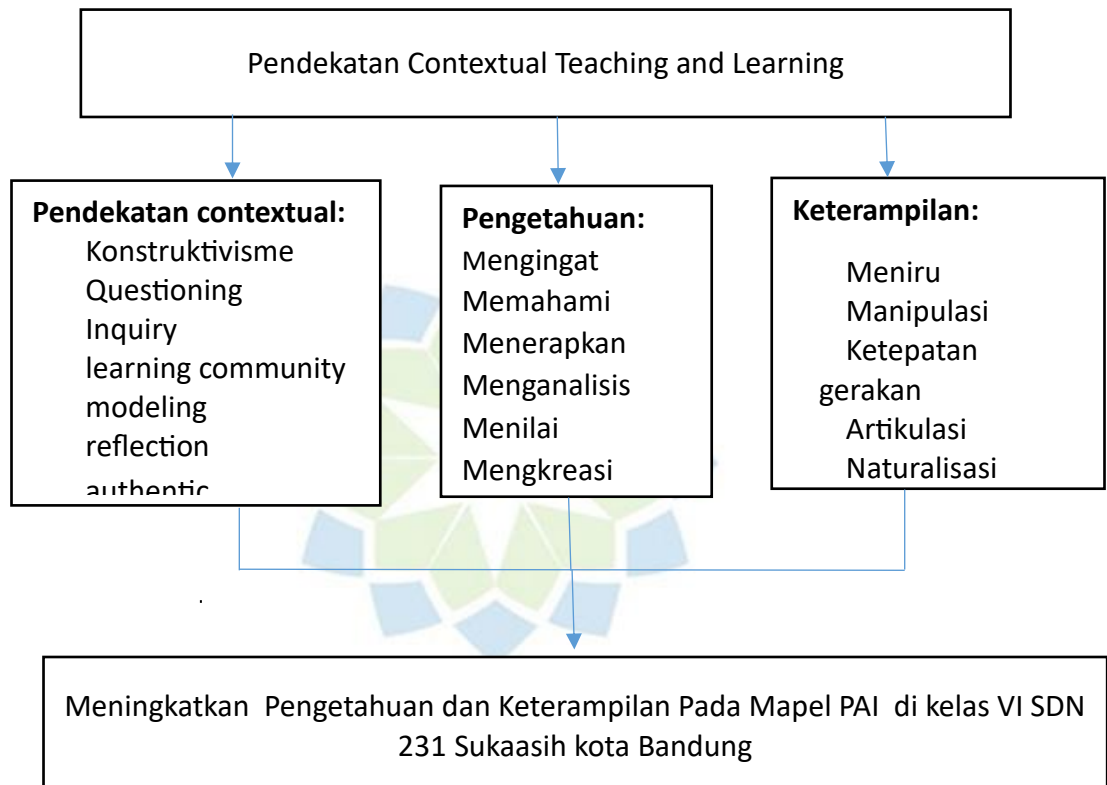 Pendekatan Contextual Teaching and Learning
Pendekatan contextual:
Konstruktivisme
Questioning
Inquiry
learning community
modeling
reflection
authentic
Pengetahuan:
Mengingat
Memahami
Menerapkan
Menganalisis
Menilai
Mengkreasi
Keterampilan:
Meniru
Manipulasi
Ketepatan
gerakan
Artikulasi
Naturalisasi
.
Meningkatkan Pengetahuan dan Keterampilan Pada Mapel PAI di kelas VI SDN
231 Sukaasih kota Bandung